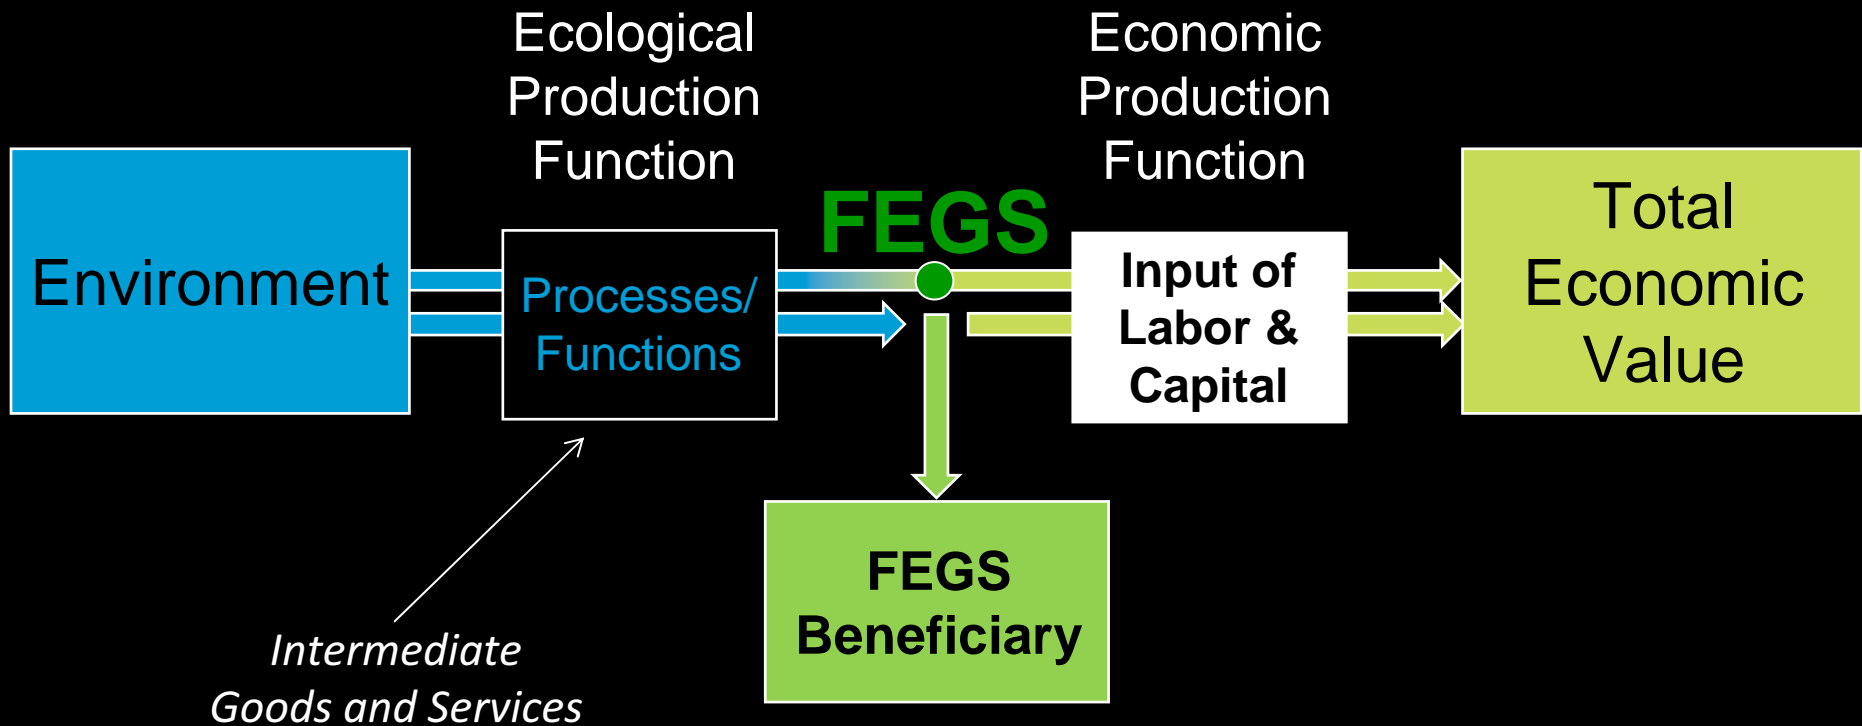 Ecological
Production
Function
Economic
Production
Function
Environment
Processes/
Functions
FEGS
Input of
Labor &
Capital
Total
Economic
Value
FEGS
Beneficiary
Intermediate
Goods and Services